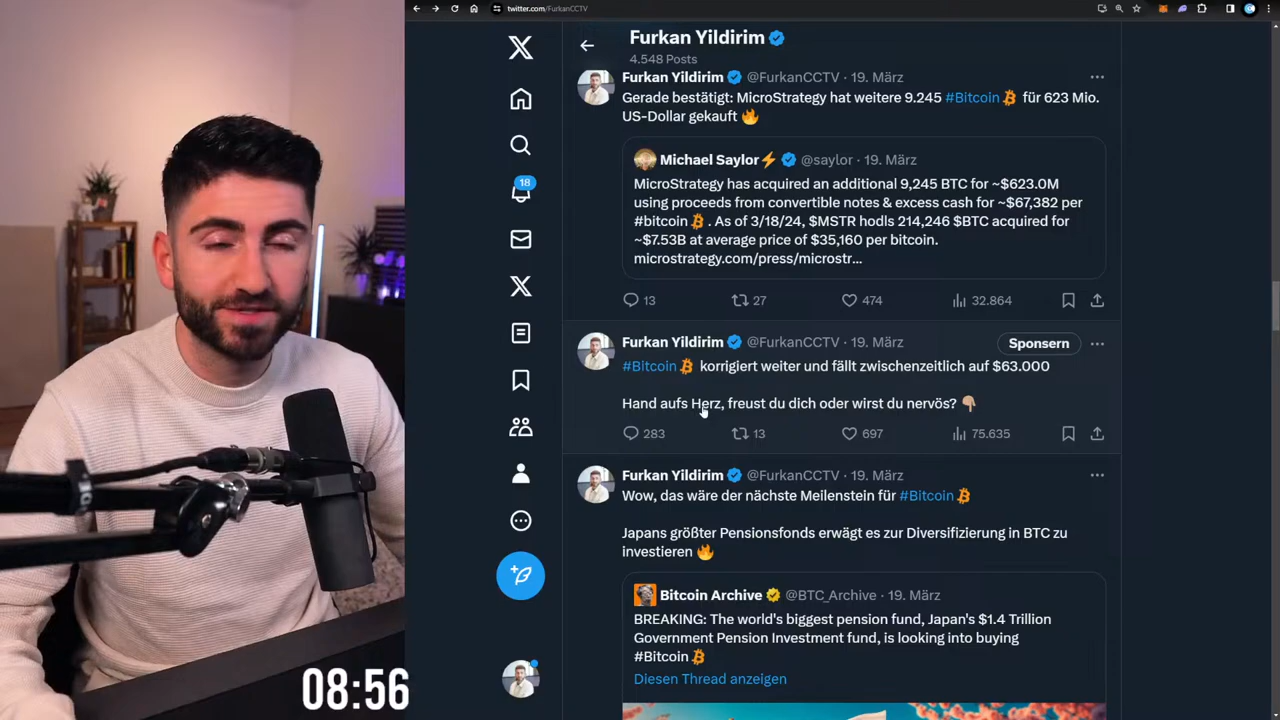 twitter.com/FurkanCCTV
Furkan Yildirim
4.548 Posts
Furkan Yildirim @FurkanCCTV · 19. März
Gerade bestätigt: MicroStrategy hat weitere 9.245 #Bitcoin für 623 Mio.
US-Dollar gekauft 🔥
Michael Saylor⚡ @saylor · 19. März
MicroStrategy has acquired an additional 9,245 BTC for ~$623.0M
using proceeds from convertible notes & excess cash for ~$67,382 per
#bitcoin . As of 3/18/24, $MSTR hodls 214,246 $BTC acquired for
~$7.53B at average price of $35,160 per bitcoin.
microstrategy.com/press/microstr...
13 27 474 32.864
18
Furkan Yildirim @FurkanCCTV · 19. März Sponsern
#Bitcoin korrigiert weiter und fällt zwischenzeitlich auf $63.000
Hand aufs Herz, freust du dich oder wirst du nervös? 👇🏼
283 13 697 75.635
Furkan Yildirim @FurkanCCTV · 19. März
Wow, das wäre der nächste Meilenstein für #Bitcoin
Japans größter Pensionsfonds erwägt es zur Diversifizierung in BTC zu
investieren 🔥
Bitcoin Archive @BTC_Archive · 19. März
BREAKING: The world's biggest pension fund, Japan's $1.4 Trillion
Government Pension Investment fund, is looking into buying
#Bitcoin
Diesen Thread anzeigen
08:56